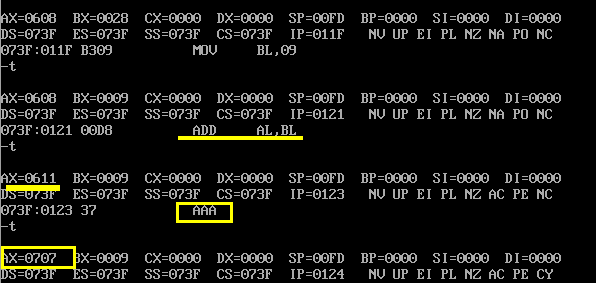 AX=0608 BX=0028 CX=0000 DX=0000 SP=00FD BP=0000 SI=0000 DI=0000
DS=073F ES=073F SS=073F CS=073F IP=011F NV UP EI PL NZ NA PO NC
073F:011F B309 MOV BL,09
-t
AX=0608 BX=0009 CX=0000 DX=0000 SP=00FD BP=0000 SI=0000 DI=0000
DS=073F ES=073F SS=073F CS=073F IP=0121 NV UP EI PL NZ NA PO NC
073F:0121 00D8 ADD AL,BL
-t
AX=0611 BX=0009 CX=0000 DX=0000 SP=00FD BP=0000 SI=0000 DI=0000
DS=073F ES=073F SS=073F CS=073F IP=0123 NV UP EI PL NZ AC PE NC
073F:0123 37 AAA
-t
AX=0707 BX=0009 CX=0000 DX=0000 SP=00FD BP=0000 SI=0000 DI=0000
DS=073F ES=073F SS=073F CS=073F IP=0124 NV UP EI PL NZ AC PE CY